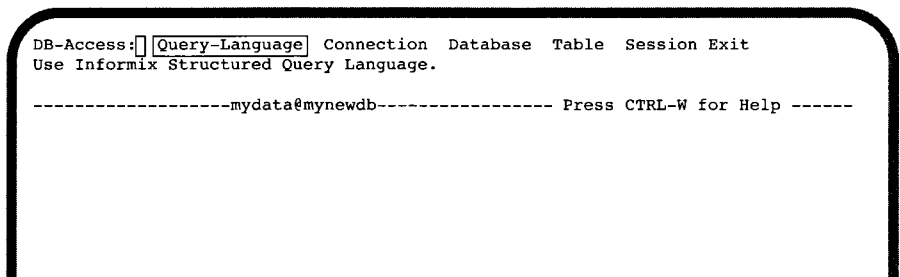 DB-Access: Query-Language Connection Database Table Session Exit
Use Informix Structured Query Language.
-------------------mydata@mynewdb----------------- Press CTRL-W for Help ------